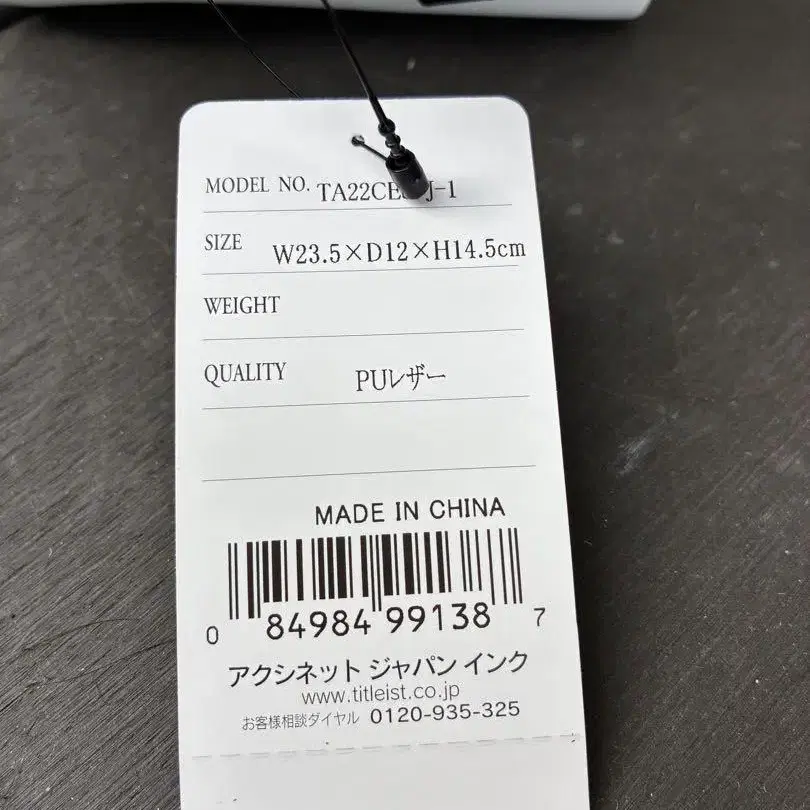 MODEL NO.
SIZE W23.5×D12×H14.5cm
WEIGHT
QUALITY PUレザー
MADE IN CHINA
0 84984 99138 7
アクシネット ジャパン インク
www.titleist.co.jp
お客様相談ダイヤル 0120-935-325